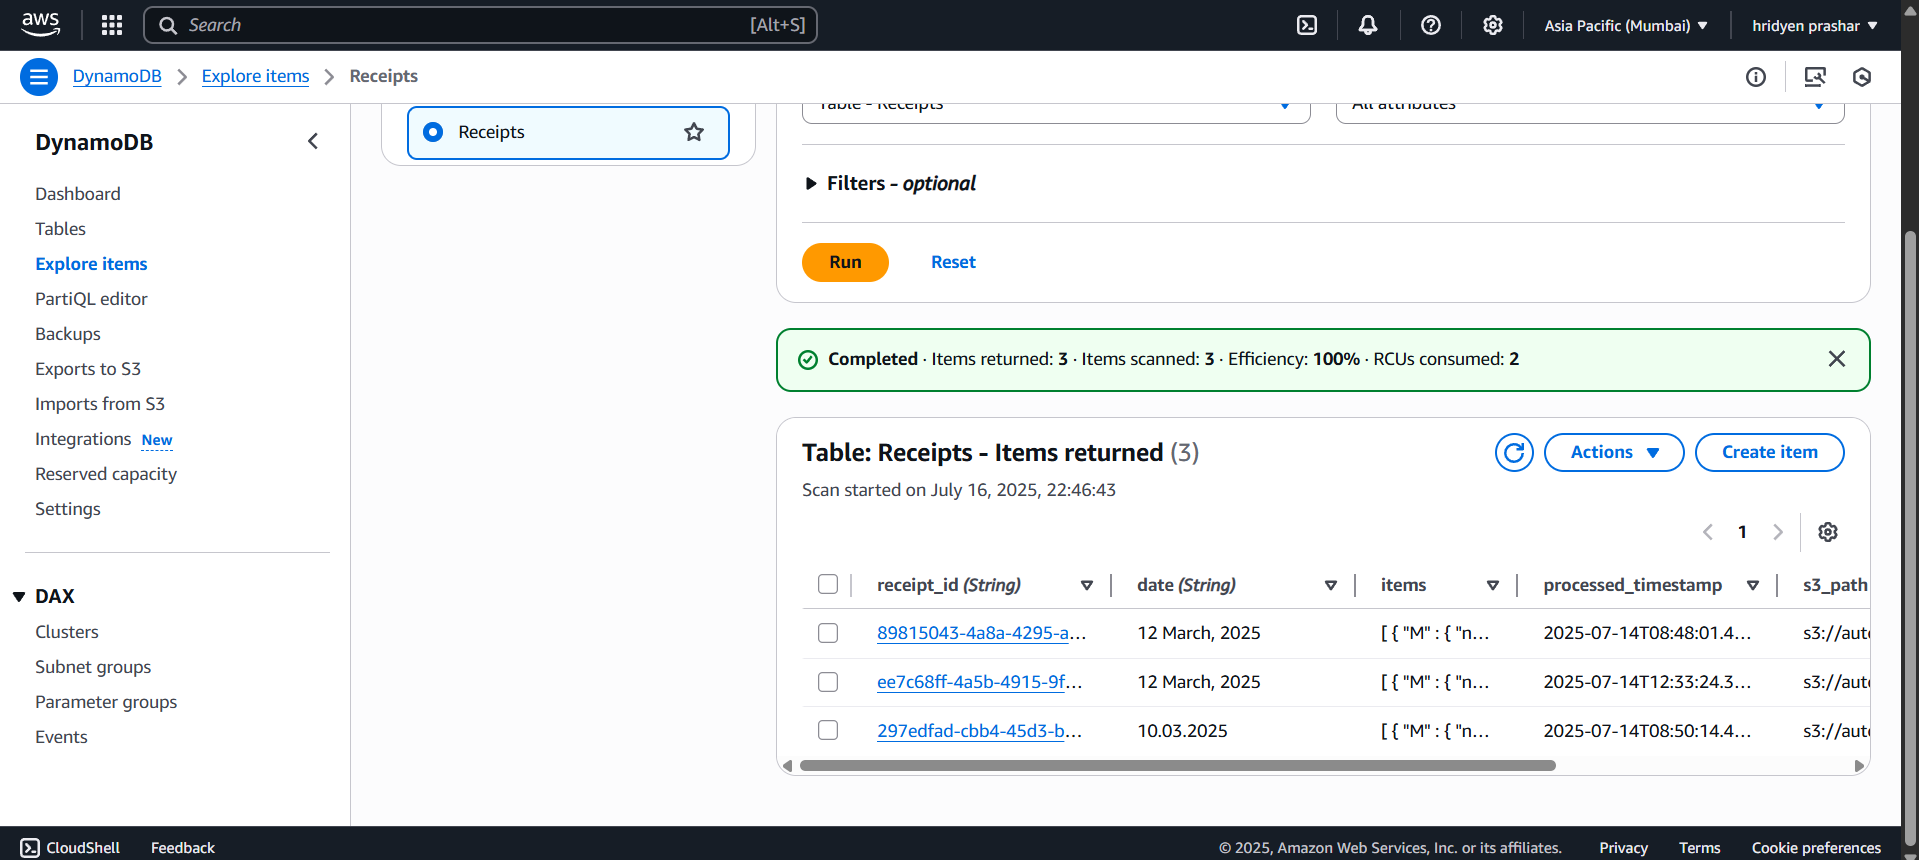 aws
Search [Alt+S]
Asia Pacific (Mumbai)
hridyen prashar
DynamoDB
Explore items
Receipts
DynamoDB
Dashboard
Tables
Explore items
PartiQL editor
Backups
Exports to S3
Imports from S3
Integrations New
Reserved capacity
Settings
DAX
Clusters
Subnet groups
Parameter groups
Events
Receipts
Table - Receipts
All attributes
Filters - optional
Run Reset
Completed · Items returned: 3 · Items scanned: 3 · Efficiency: 100% · RCUs consumed: 2
Table: Receipts - Items returned (3)
Actions
Create item
Scan started on July 16, 2025, 22:46:43
1
receipt_id (String) date (String) items processed_timestamp s3_path
89815043-4a8a-4295-a... 12 March, 2025 [ { "M" : { "n... 2025-07-14T08:48:01.4... s3://aut
ee7c68ff-4a5b-4915-9f... 12 March, 2025 [ { "M" : { "n... 2025-07-14T12:33:24.3... s3://aut
297edfad-cbb4-45d3-b... 10.03.2025 [ { "M" : { "n... 2025-07-14T08:50:14.4... s3://aut
CloudShell Feedback © 2025, Amazon Web Services, Inc. or its affiliates. Privacy Terms Cookie preferences